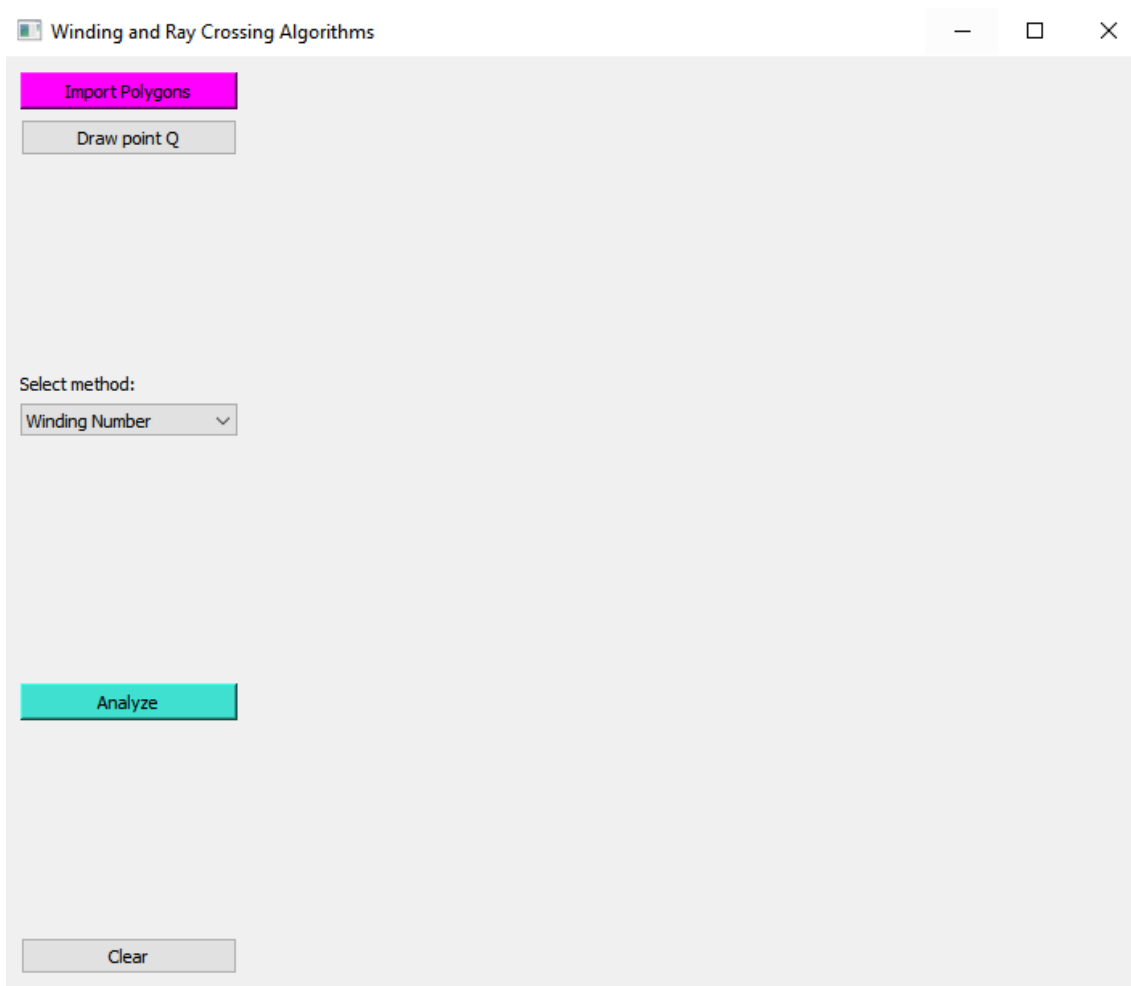 Winding and Ray Crossing Algorithms
Import Polygons
Draw point Q
Select method:
Winding Number
Analyze
Clear